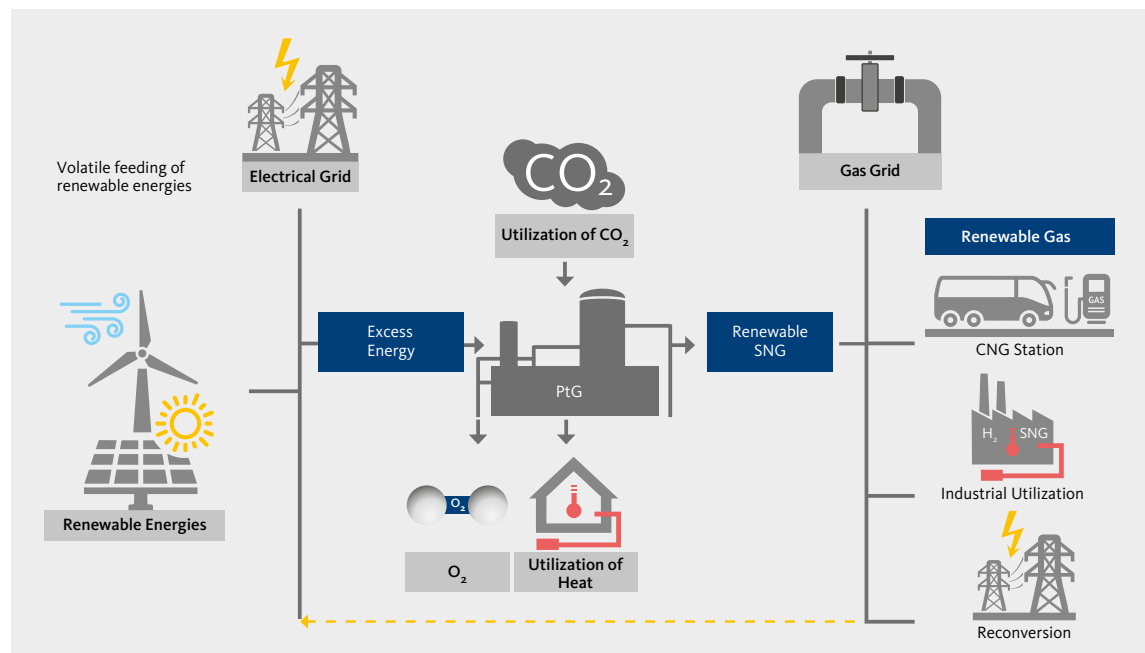 Volatile feeding of
renewable energies
Electrical Grid
CO₂
Utilization of CO₂
Gas Grid
Renewable Gas
GAS
CNG Station
Excess
Energy
PtG
Renewable
SNG
H₂ SNG
Industrial Utilization
Renewable Energies
O₂
O₂
Utilization of
Heat
Reconversion